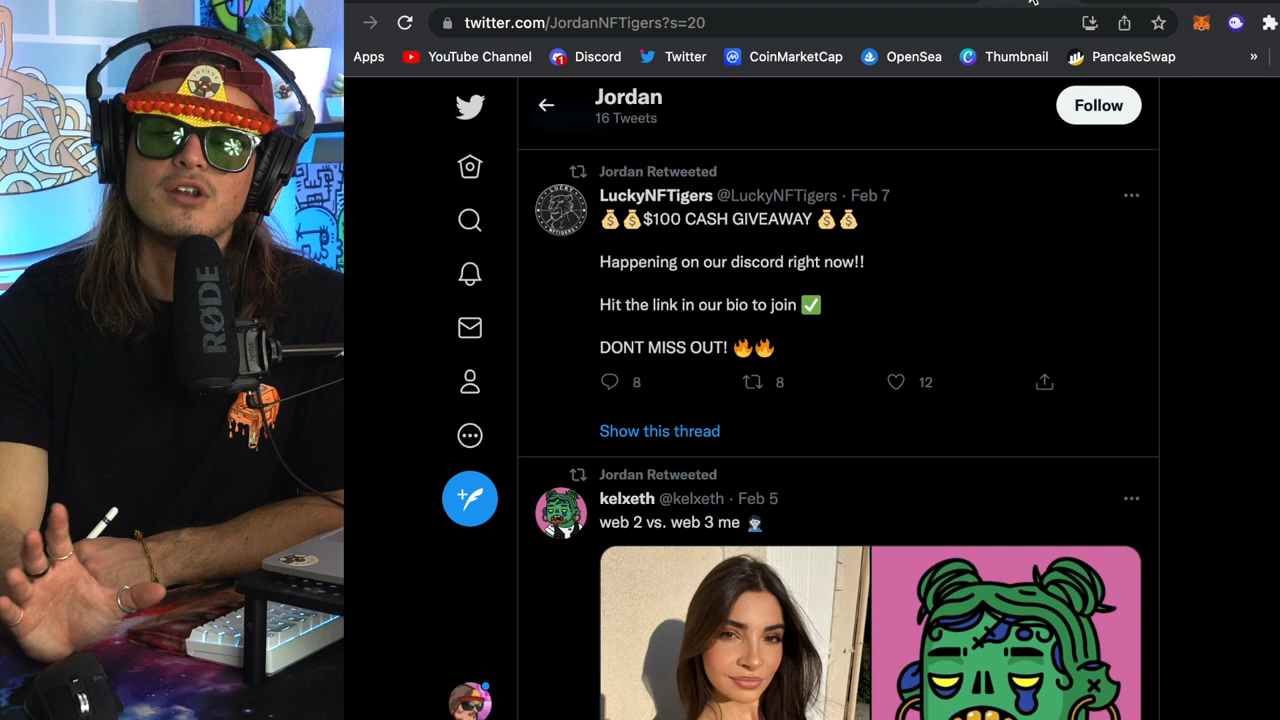 twitter.com/JordanNFTigers?s=20
Apps YouTube Channel Discord Twitter CoinMarketCap OpenSea Thumbnail PancakeSwap »
Jordan
16 Tweets
Follow
Jordan Retweeted
LuckyNFTigers @LuckyNFTigers · Feb 7
💰💰$100 CASH GIVEAWAY 💰💰
Happening on our discord right now!!
Hit the link in our bio to join ✅
DONT MISS OUT! 🔥🔥
8 8 12
Show this thread
Jordan Retweeted
kelxeth @kelxeth · Feb 5
web 2 vs. web 3 me
RØDE